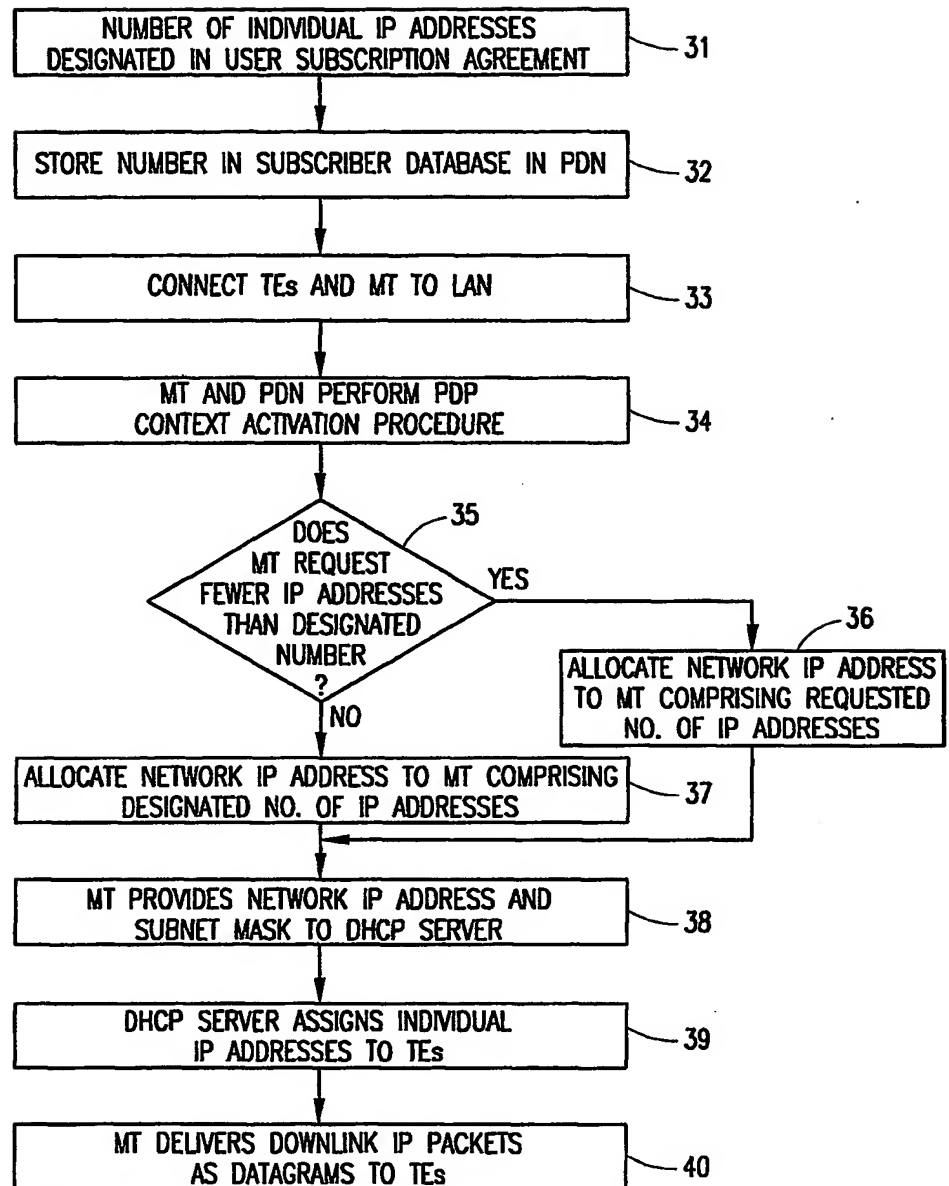 NUMBER OF INDIVIDUAL IP ADDRESSES
DESIGNATED IN USER SUBSCRIPTION AGREEMENT
31
STORE NUMBER IN SUBSCRIBER DATABASE IN PDN
32
CONNECT TEs AND MT TO LAN
33
MT AND PDN PERFORM PDP
CONTEXT ACTIVATION PROCEDURE
34
35
DOES
MT REQUEST
FEWER IP ADDRESSES
THAN DESIGNATED
NUMBER
?
YES
NO
36
ALLOCATE NETWORK IP ADDRESS
TO MT COMPRISING REQUESTED
NO. OF IP ADDRESSES
ALLOCATE NETWORK IP ADDRESS TO MT COMPRISING
DESIGNATED NO. OF IP ADDRESSES
37
MT PROVIDES NETWORK IP ADDRESS AND
SUBNET MASK TO DHCP SERVER
38
DHCP SERVER ASSIGNS INDIVIDUAL
IP ADDRESSES TO TEs
39
MT DELIVERS DOWNLINK IP PACKETS
AS DATAGRAMS TO TEs
40